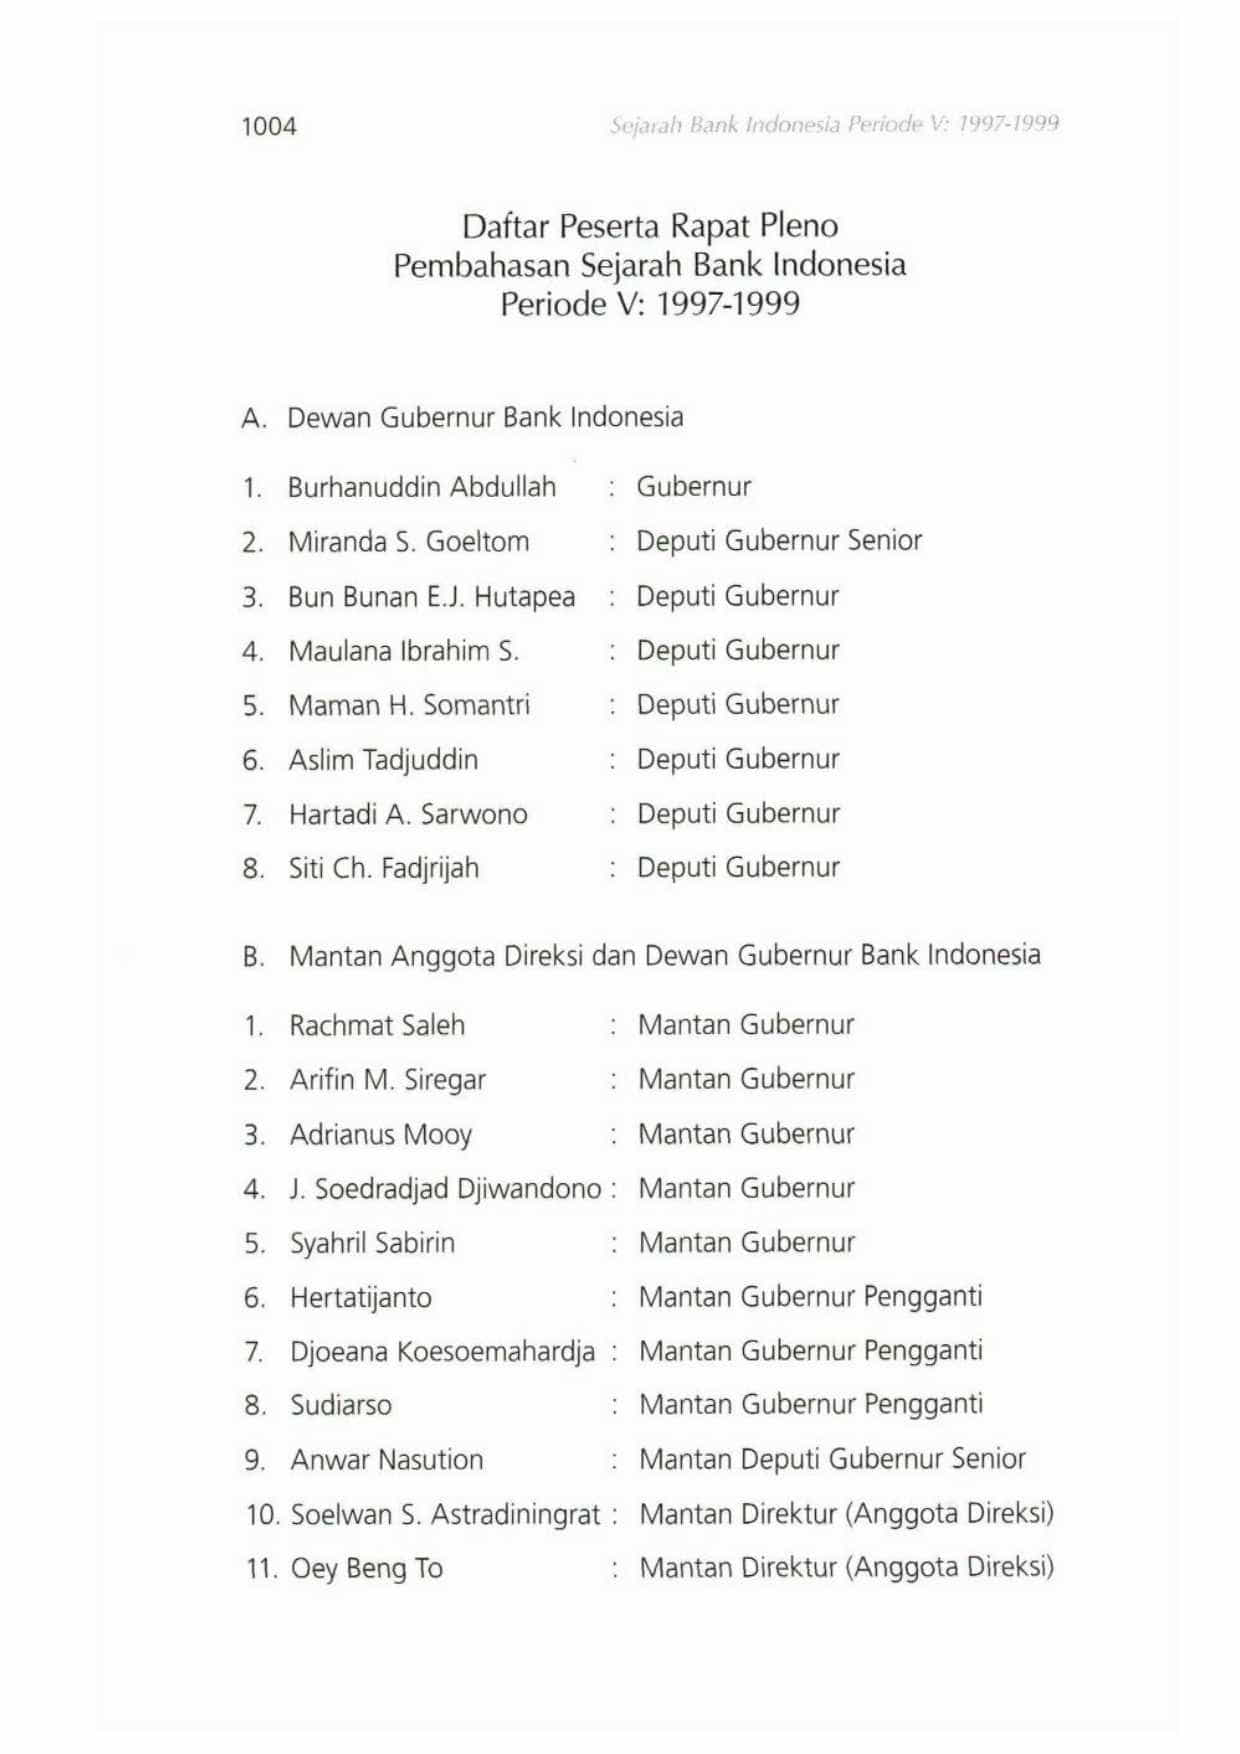 1004
Sejarah Bank Indonesia Periode V: 1997-1999
Daftar Peserta Rapat Pleno
Pembahasan Sejarah Bank Indonesia
Periode V: 1997-1999
A. Dewan Gubernur Bank Indonesia
1. Burhanuddin Abdullah : Gubernur
2. Miranda S. Goeltom : Deputi Gubernur Senior
3. Bun Bunan E.J. Hutapea : Deputi Gubernur
4. Maulana Ibrahim S. : Deputi Gubernur
5. Maman H. Somantri : Deputi Gubernur
6. Aslim Tadjuddin : Deputi Gubernur
7. Hartadi A. Sarwono : Deputi Gubernur
8. Siti Ch. Fadjrijah : Deputi Gubernur
B. Mantan Anggota Direksi dan Dewan Gubernur Bank Indonesia
1. Rachmat Saleh : Mantan Gubernur
2. Arifin M. Siregar : Mantan Gubernur
3. Adrianus Mooy : Mantan Gubernur
4. J. Soedradjad Djiwandono : Mantan Gubernur
5. Syahril Sabirin : Mantan Gubernur
6. Hertatijanto : Mantan Gubernur Pengganti
7. Djoeana Koesoemahardja : Mantan Gubernur Pengganti
8. Sudiarso : Mantan Gubernur Pengganti
9. Anwar Nasution : Mantan Deputi Gubernur Senior
10. Soelwan S. Astradiningrat : Mantan Direktur (Anggota Direksi)
11. Oey Beng To : Mantan Direktur (Anggota Direksi)